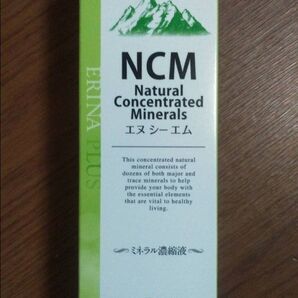 NCM
Natural
Concentrated
Minerals
エヌ シー エム
This concentrated natural
mineral consists of
dozens of both major and
trace minerals to help
provide your body with
the essential elements
that are vital to healthy
living.
ミネラル濃縮液
ERINA PLUS